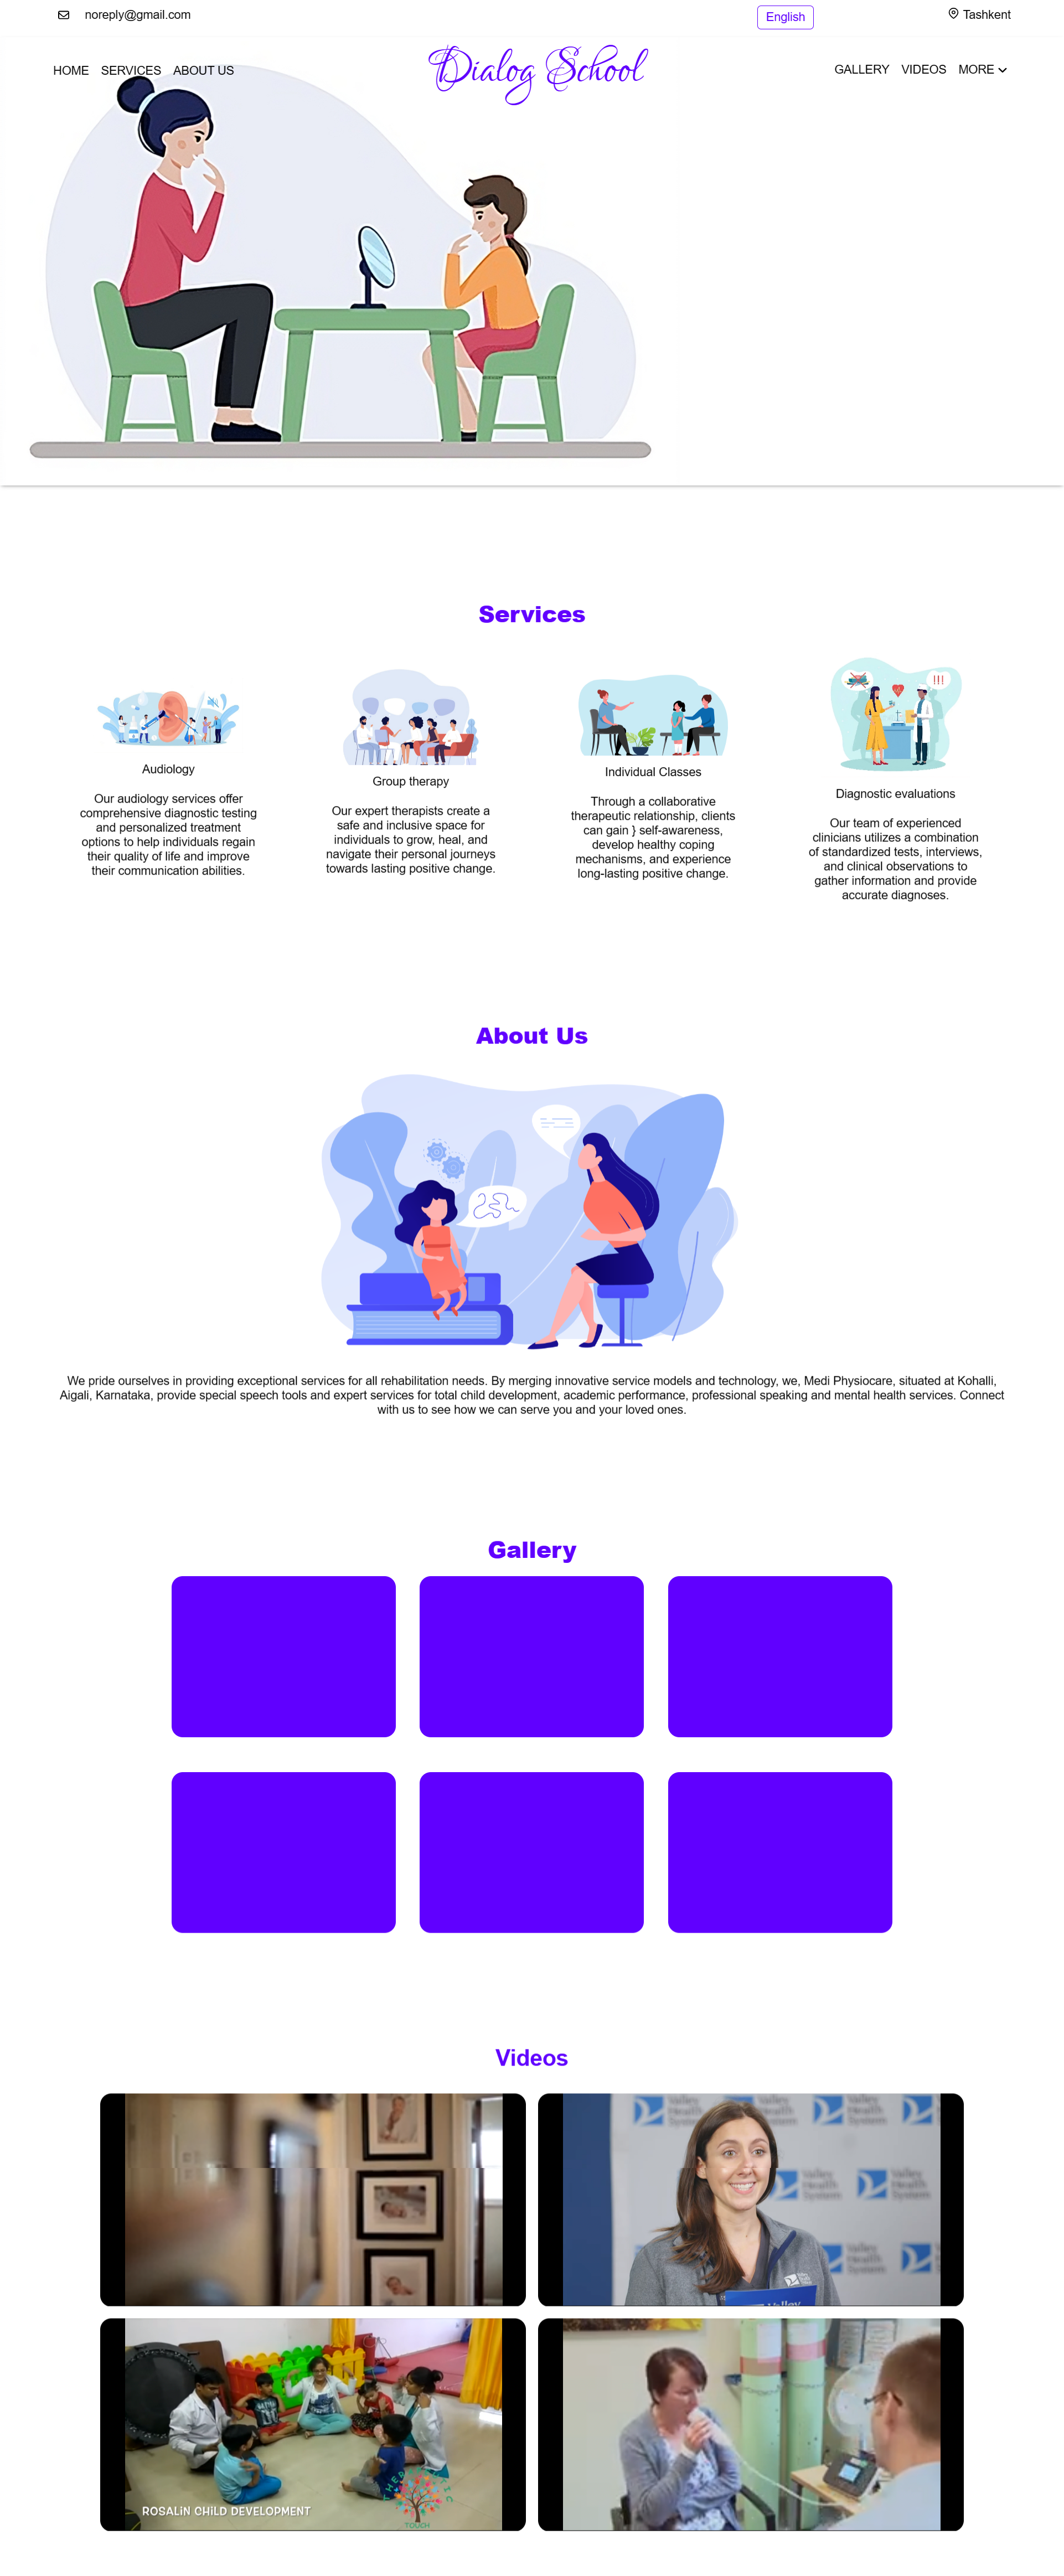 noreply@gmail.com
English
Tashkent
HOME SERVICES ABOUT US
Dialog School
GALLERY VIDEOS MORE
Services
!!!
Audiology
Our audiology services offer
comprehensive diagnostic testing
and personalized treatment
options to help individuals regain
their quality of life and improve
their communication abilities.
Group therapy
Our expert therapists create a
safe and inclusive space for
individuals to grow, heal, and
navigate their personal journeys
towards lasting positive change.
Individual Classes
Through a collaborative
therapeutic relationship, clients
can gain } self-awareness,
develop healthy coping
mechanisms, and experience
long-lasting positive change.
Diagnostic evaluations
Our team of experienced
clinicians utilizes a combination
of standardized tests, interviews,
and clinical observations to
gather information and provide
accurate diagnoses.
About Us
We pride ourselves in providing exceptional services for all rehabilitation needs. By merging innovative service models and technology, we, Medi Physiocare, situated at Kohalli,
Aigali, Karnataka, provide special speech tools and expert services for total child development, academic performance, professional speaking and mental health services. Connect
with us to see how we can serve you and your loved ones.
Gallery
Videos
Valley
Health
System
Valley
Health
System
Valley
ROSALIN CHILD DEVELOPMENT
TOUCH